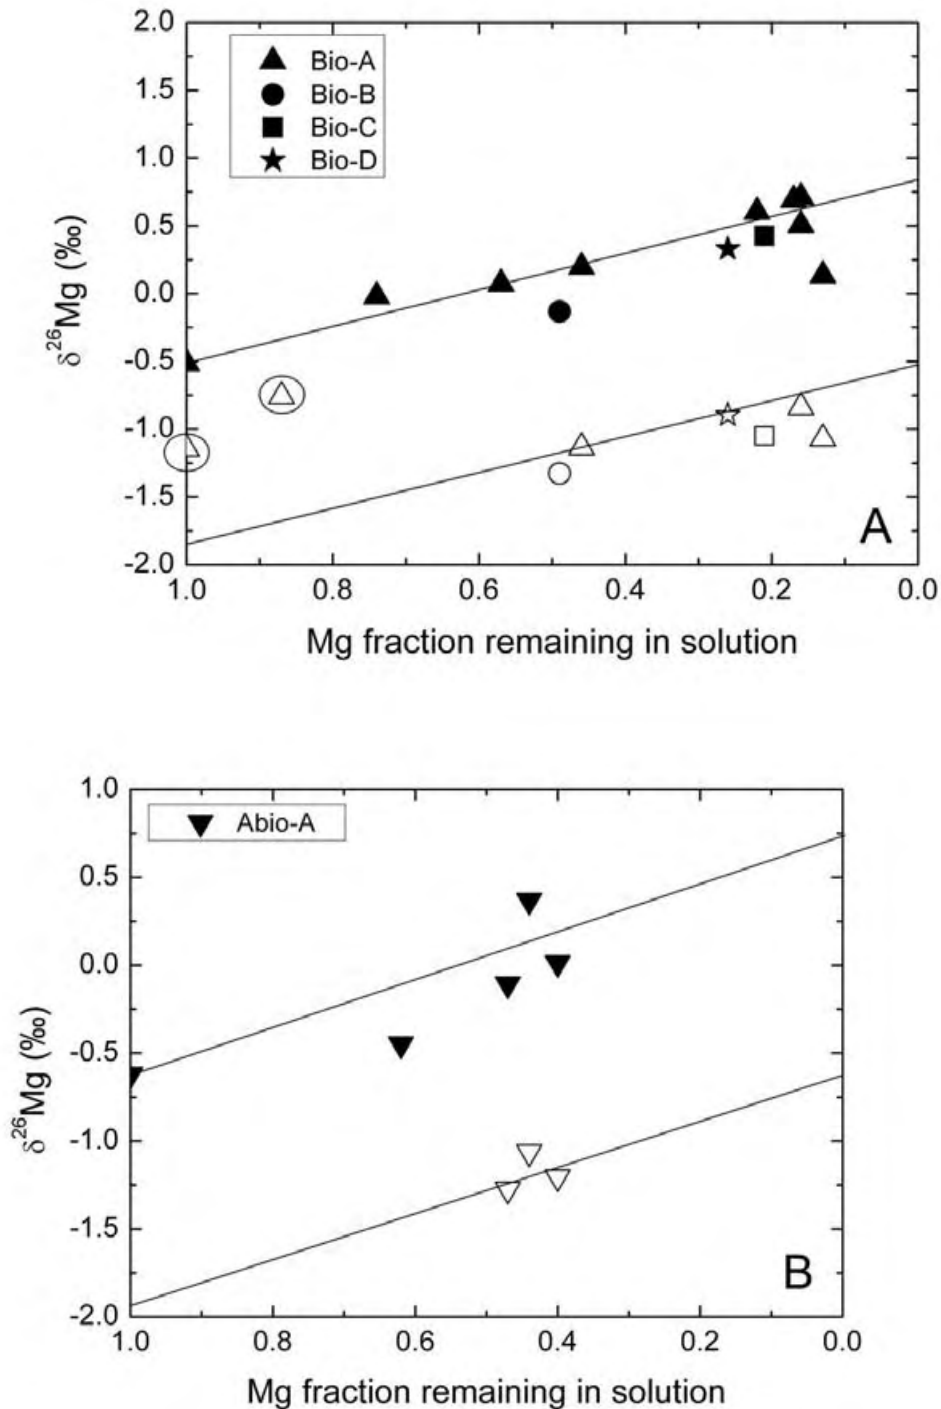 2.0
1.5
1.0
0.5
0.0
-0.5
-1.0
-1.5
-2.0
δ²⁶Mg (‰)
Bio-A
Bio-B
Bio-C
Bio-D
A
1.0 0.8 0.6 0.4 0.2 0.0
Mg fraction remaining in solution
1.0
0.5
0.0
-0.5
-1.0
-1.5
-2.0
δ²⁶Mg (‰)
Abio-A
B
1.0 0.8 0.6 0.4 0.2 0.0
Mg fraction remaining in solution